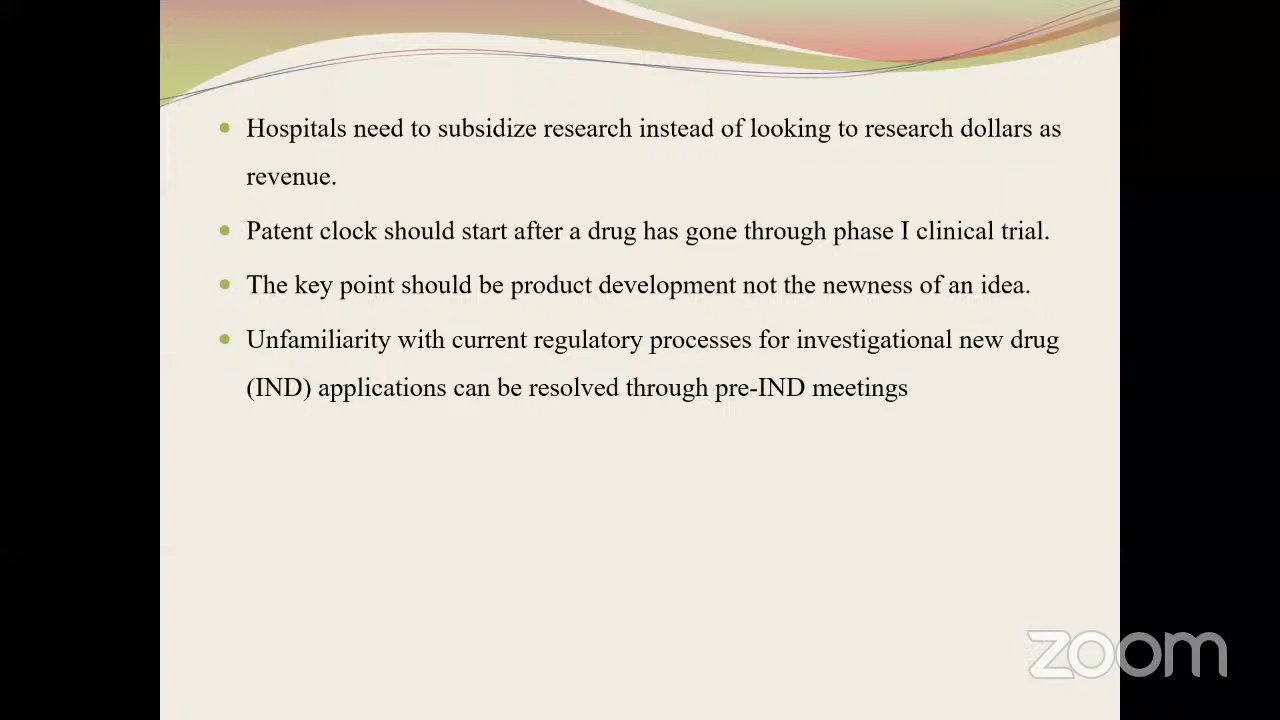 • Hospitals need to subsidize research instead of looking to research dollars as
revenue.
• Patent clock should start after a drug has gone through phase I clinical trial.
• The key point should be product development not the newness of an idea.
• Unfamiliarity with current regulatory processes for investigational new drug
(IND) applications can be resolved through pre-IND meetings
zoom